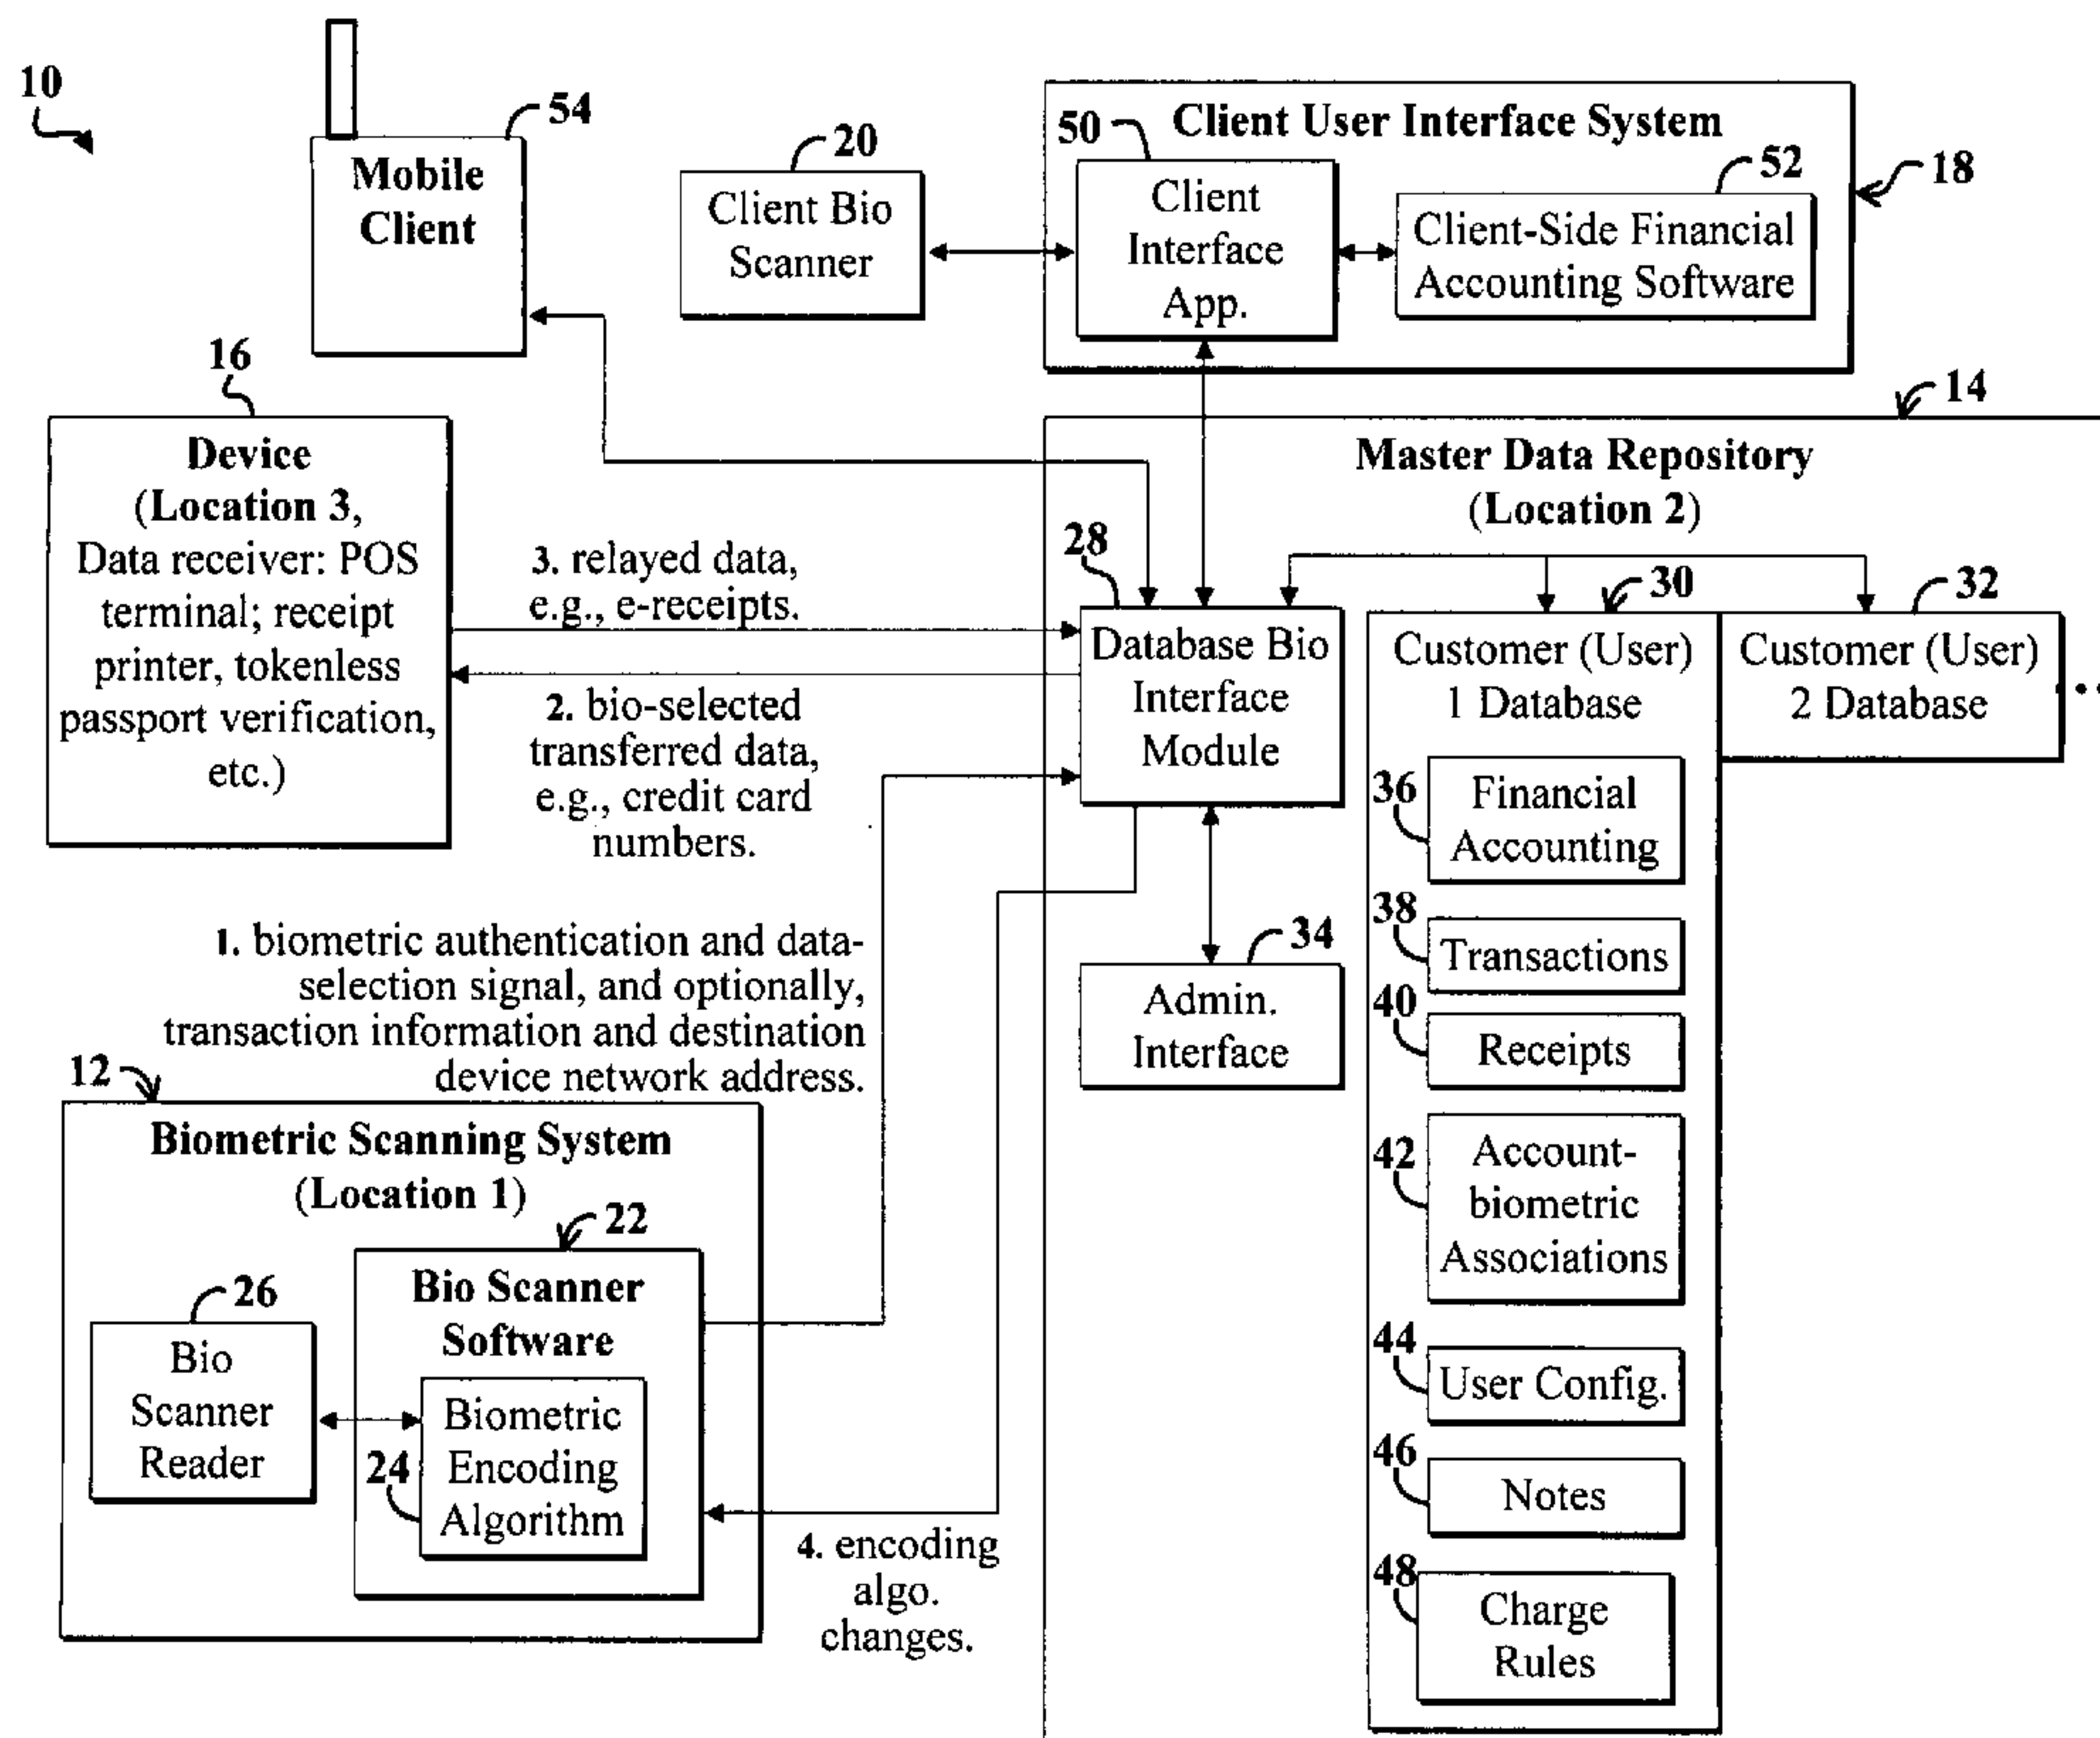 10
54
Mobile
Client
20
Client Bio
Scanner
Client User Interface System
50
Client
Interface
App.
52
Client-Side Financial
Accounting Software
18
16
Device
(Location 3,
Data receiver: POS
terminal; receipt
printer, tokenless
passport verification,
etc.)
3. relayed data,
e.g., e-receipts.
2. bio-selected
transferred data,
e.g., credit card
numbers.
14
Master Data Repository
(Location 2)
28
Database Bio
Interface
Module
30
Customer (User)
1 Database
32
Customer (User)
2 Database
36
Financial
Accounting
38
Transactions
40
Receipts
42
Account-
biometric
Associations
44
User Config.
46
Notes
48
Charge
Rules
34
Admin.
Interface
1. biometric authentication and data-
selection signal, and optionally,
transaction information and destination
device network address.
12
Biometric Scanning System
(Location 1)
22
Bio Scanner
Software
26
Bio
Scanner
Reader
24
Biometric
Encoding
Algorithm
4. encoding
algo.
changes.